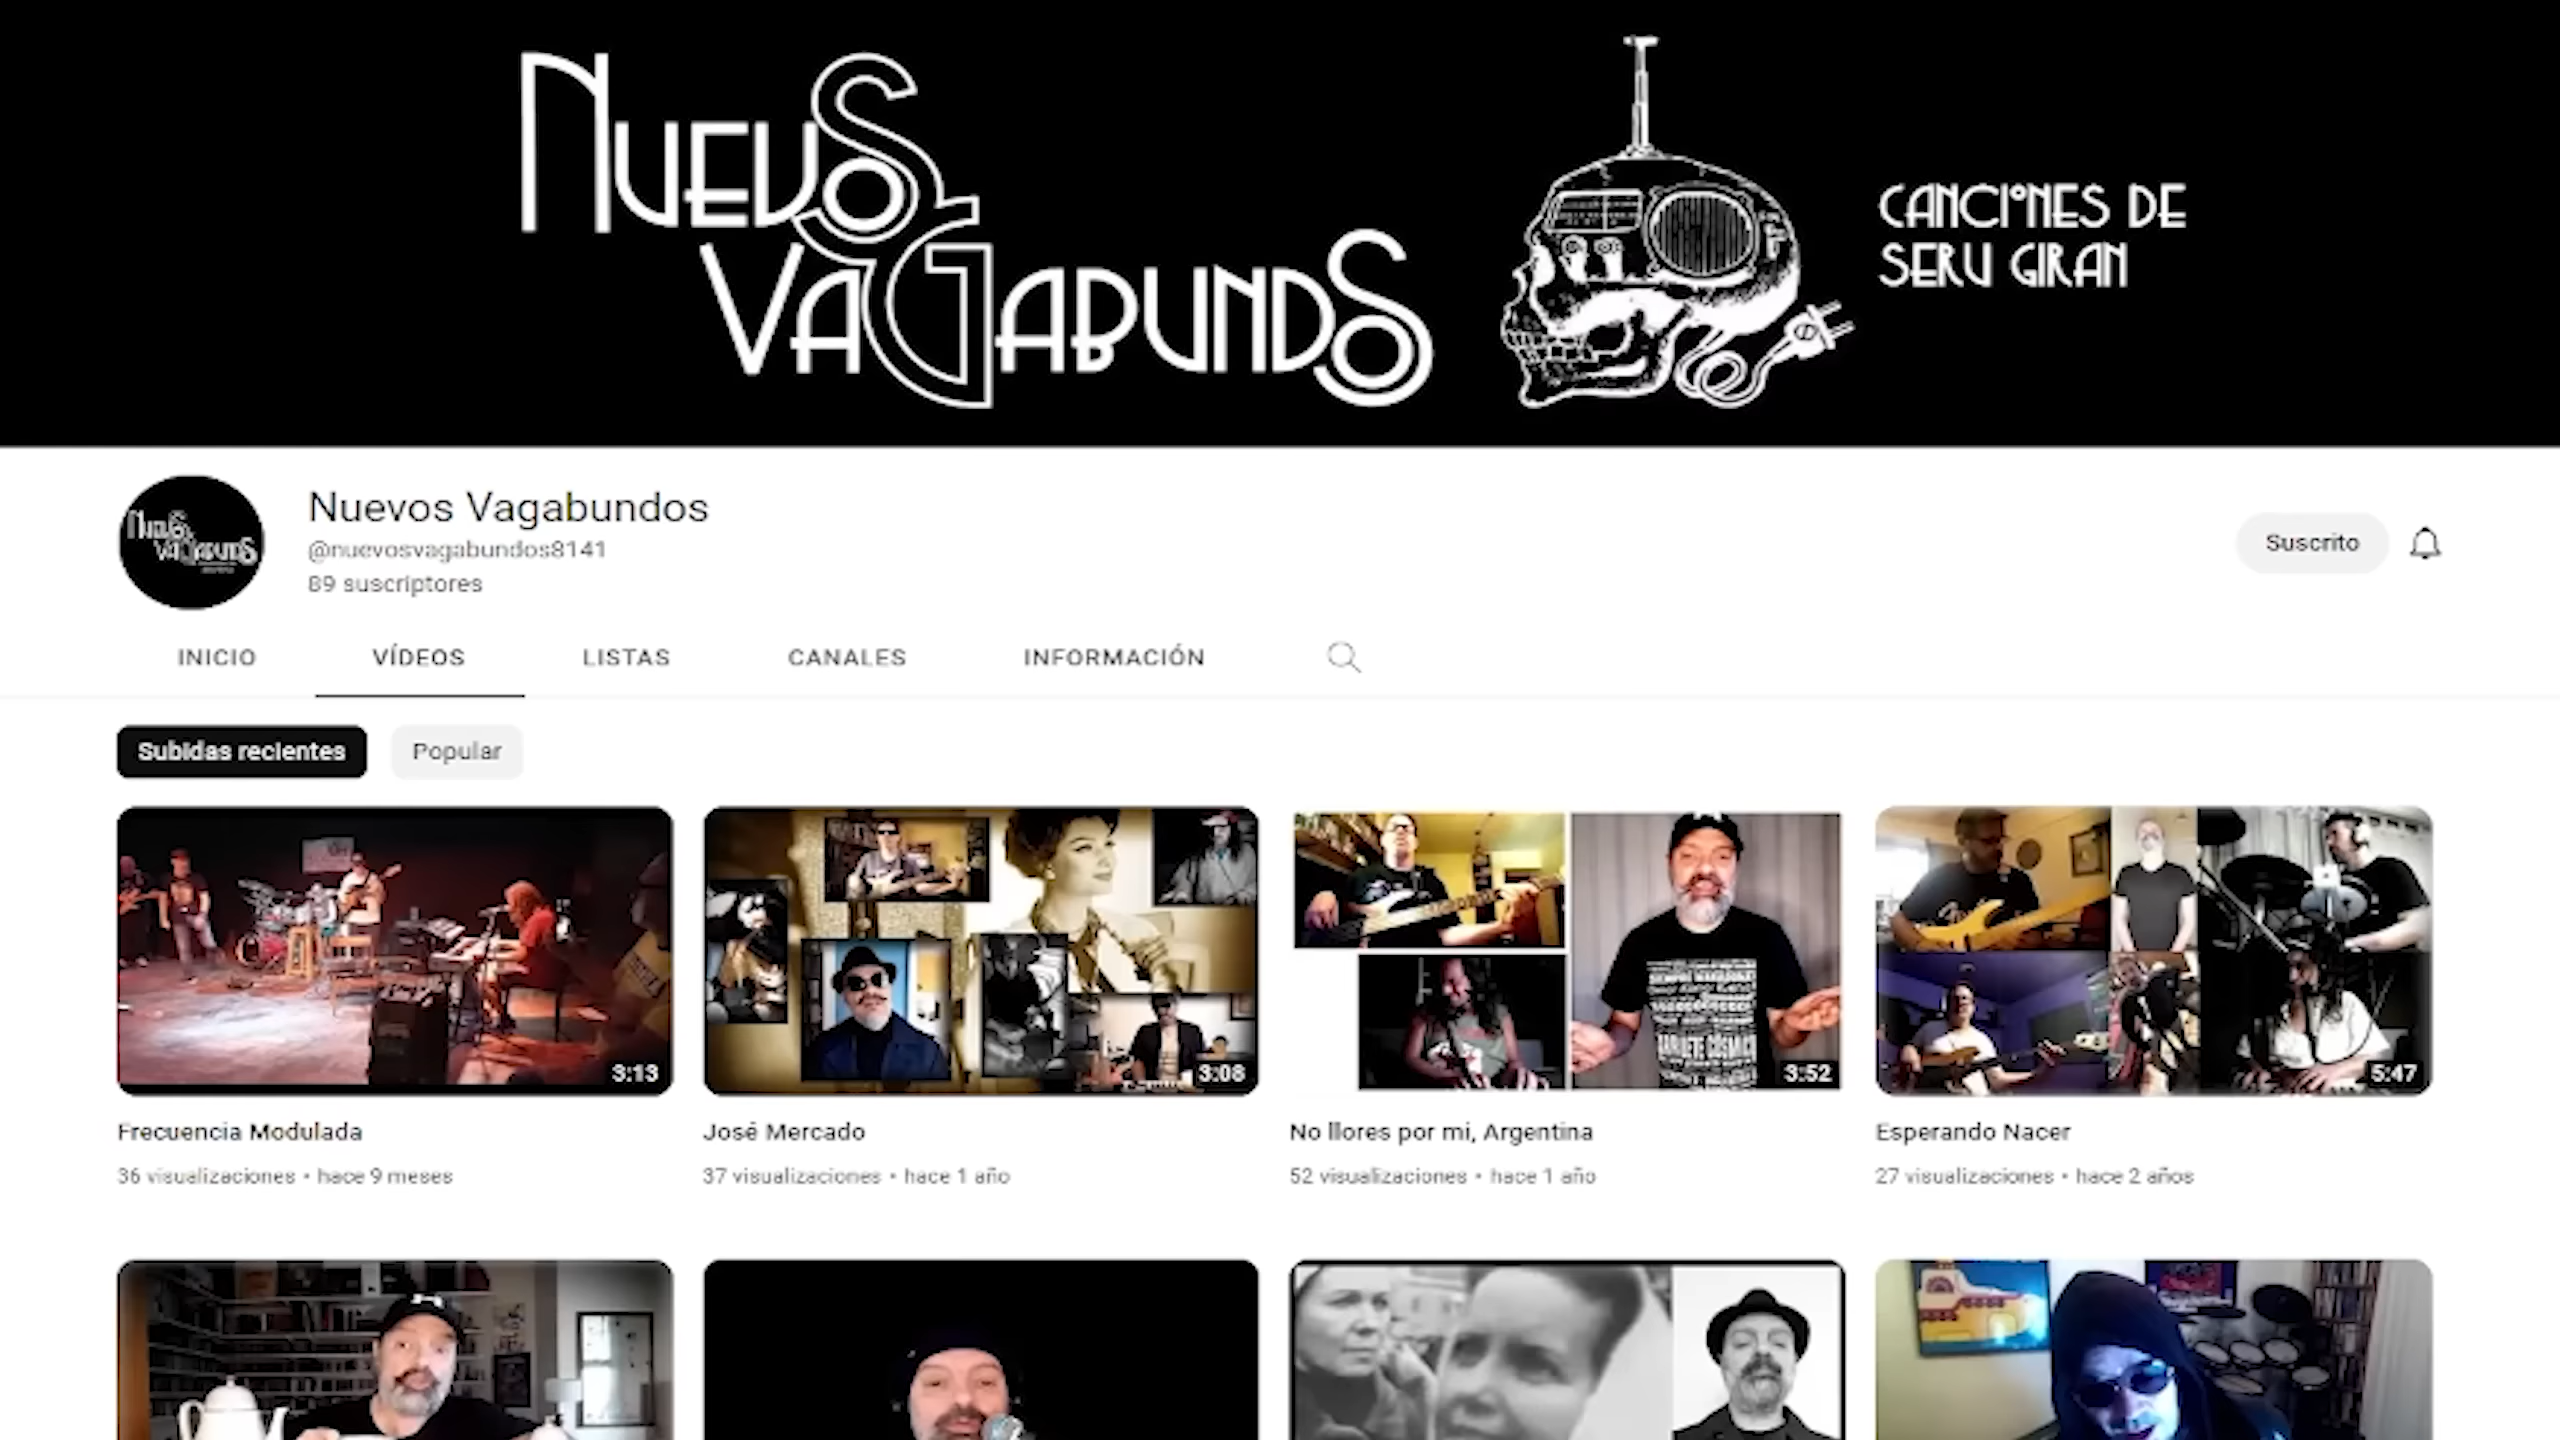 NUEVOS
VAGABUNDOS
CANCIONES DE
SERU GIRAN
NUEVOS
VAGABUNDOS
Nuevos Vagabundos
@nuevosvagabundos8141
89 suscriptores
Suscrito
INICIO
VÍDEOS
LISTAS
CANALES
INFORMACIÓN
Subidas recientes
Popular
3:13
3:08
3:52
5:47
Frecuencia Modulada
José Mercado
No llores por mi, Argentina
Esperando Nacer
36 visualizaciones • hace 9 meses
37 visualizaciones • hace 1 año
52 visualizaciones • hace 1 año
27 visualizaciones • hace 2 años